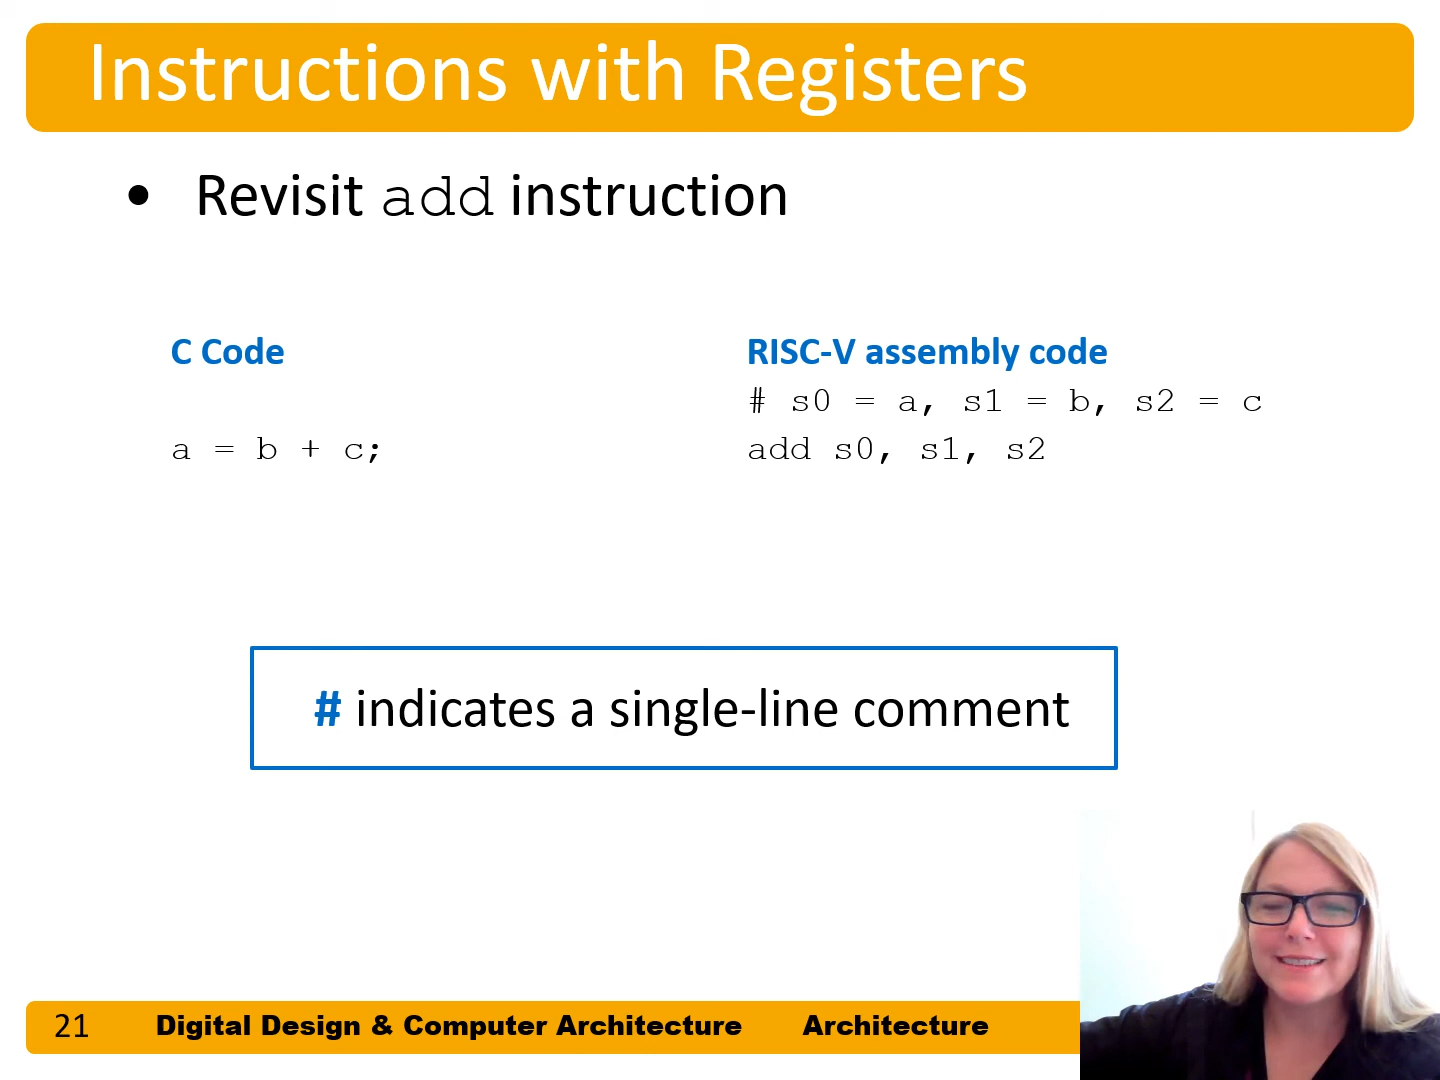 Instructions with Registers
• Revisit add instruction
C Code
RISC-V assembly code
# s0 = a, s1 = b, s2 = c
a = b + c;
add s0, s1, s2
# indicates a single-line comment
21 Digital Design & Computer Architecture Architecture